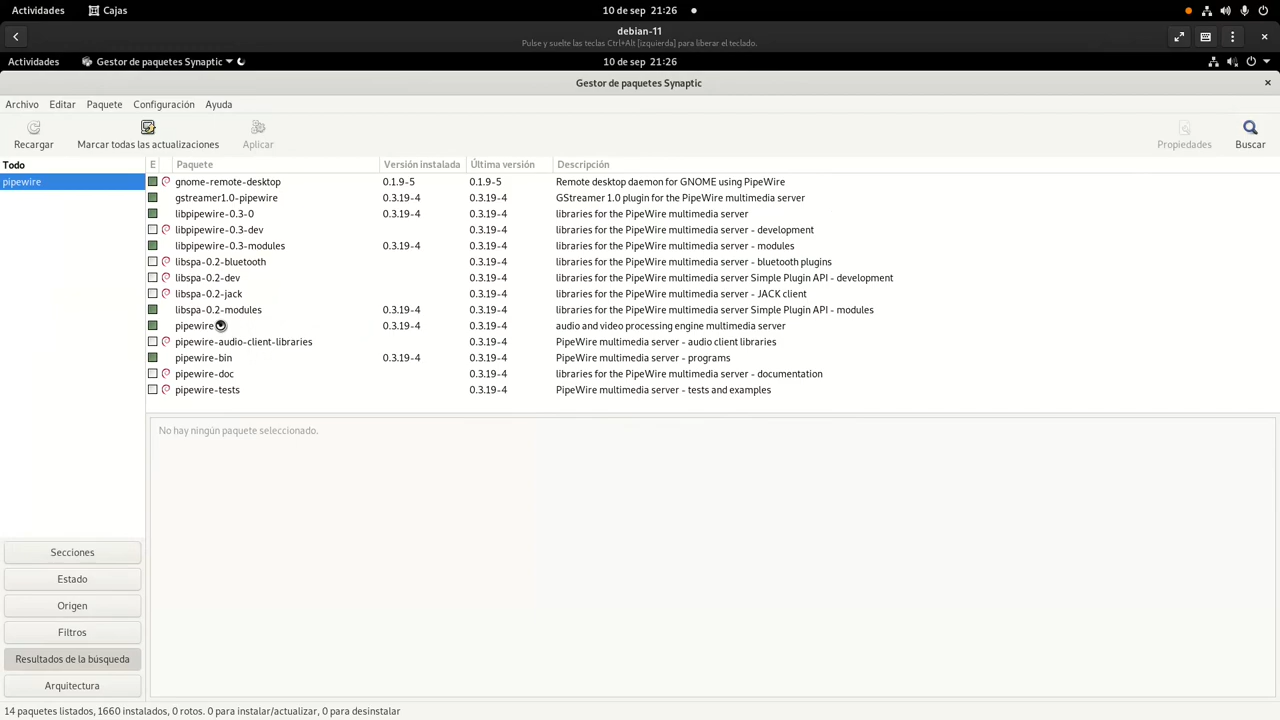 Actividades Cajas 10 de sep 21:26
debian-11
Pulse y suelte las teclas Ctrl+Alt [izquierda] para liberar el teclado.
Actividades Gestor de paquetes Synaptic 10 de sep 21:26
Gestor de paquetes Synaptic
Archivo Editar Paquete Configuración Ayuda
Recargar Marcar todas las actualizaciones Aplicar Propiedades Buscar
Todo E Paquete Versión instalada Última versión Descripción
pipewire gnome-remote-desktop 0.1.9-5 0.1.9-5 Remote desktop daemon for GNOME using PipeWire
gstreamer1.0-pipewire 0.3.19-4 0.3.19-4 GStreamer 1.0 plugin for the PipeWire multimedia server
libpipewire-0.3-0 0.3.19-4 0.3.19-4 libraries for the PipeWire multimedia server
libpipewire-0.3-dev 0.3.19-4 libraries for the PipeWire multimedia server - development
libpipewire-0.3-modules 0.3.19-4 0.3.19-4 libraries for the PipeWire multimedia server - modules
libspa-0.2-bluetooth 0.3.19-4 libraries for the PipeWire multimedia server - bluetooth plugins
libspa-0.2-dev 0.3.19-4 libraries for the PipeWire multimedia server Simple Plugin API - development
libspa-0.2-jack 0.3.19-4 libraries for the PipeWire multimedia server - JACK client
libspa-0.2-modules 0.3.19-4 0.3.19-4 libraries for the PipeWire multimedia server Simple Plugin API - modules
pipewire 0.3.19-4 0.3.19-4 audio and video processing engine multimedia server
pipewire-audio-client-libraries 0.3.19-4 PipeWire multimedia server - audio client libraries
pipewire-bin 0.3.19-4 0.3.19-4 PipeWire multimedia server - programs
pipewire-doc 0.3.19-4 libraries for the PipeWire multimedia server - documentation
pipewire-tests 0.3.19-4 PipeWire multimedia server - tests and examples
No hay ningún paquete seleccionado.
Secciones
Estado
Origen
Filtros
Resultados de la búsqueda
Arquitectura
14 paquetes listados, 1660 instalados, 0 rotos. 0 para instalar/actualizar, 0 para desinstalar